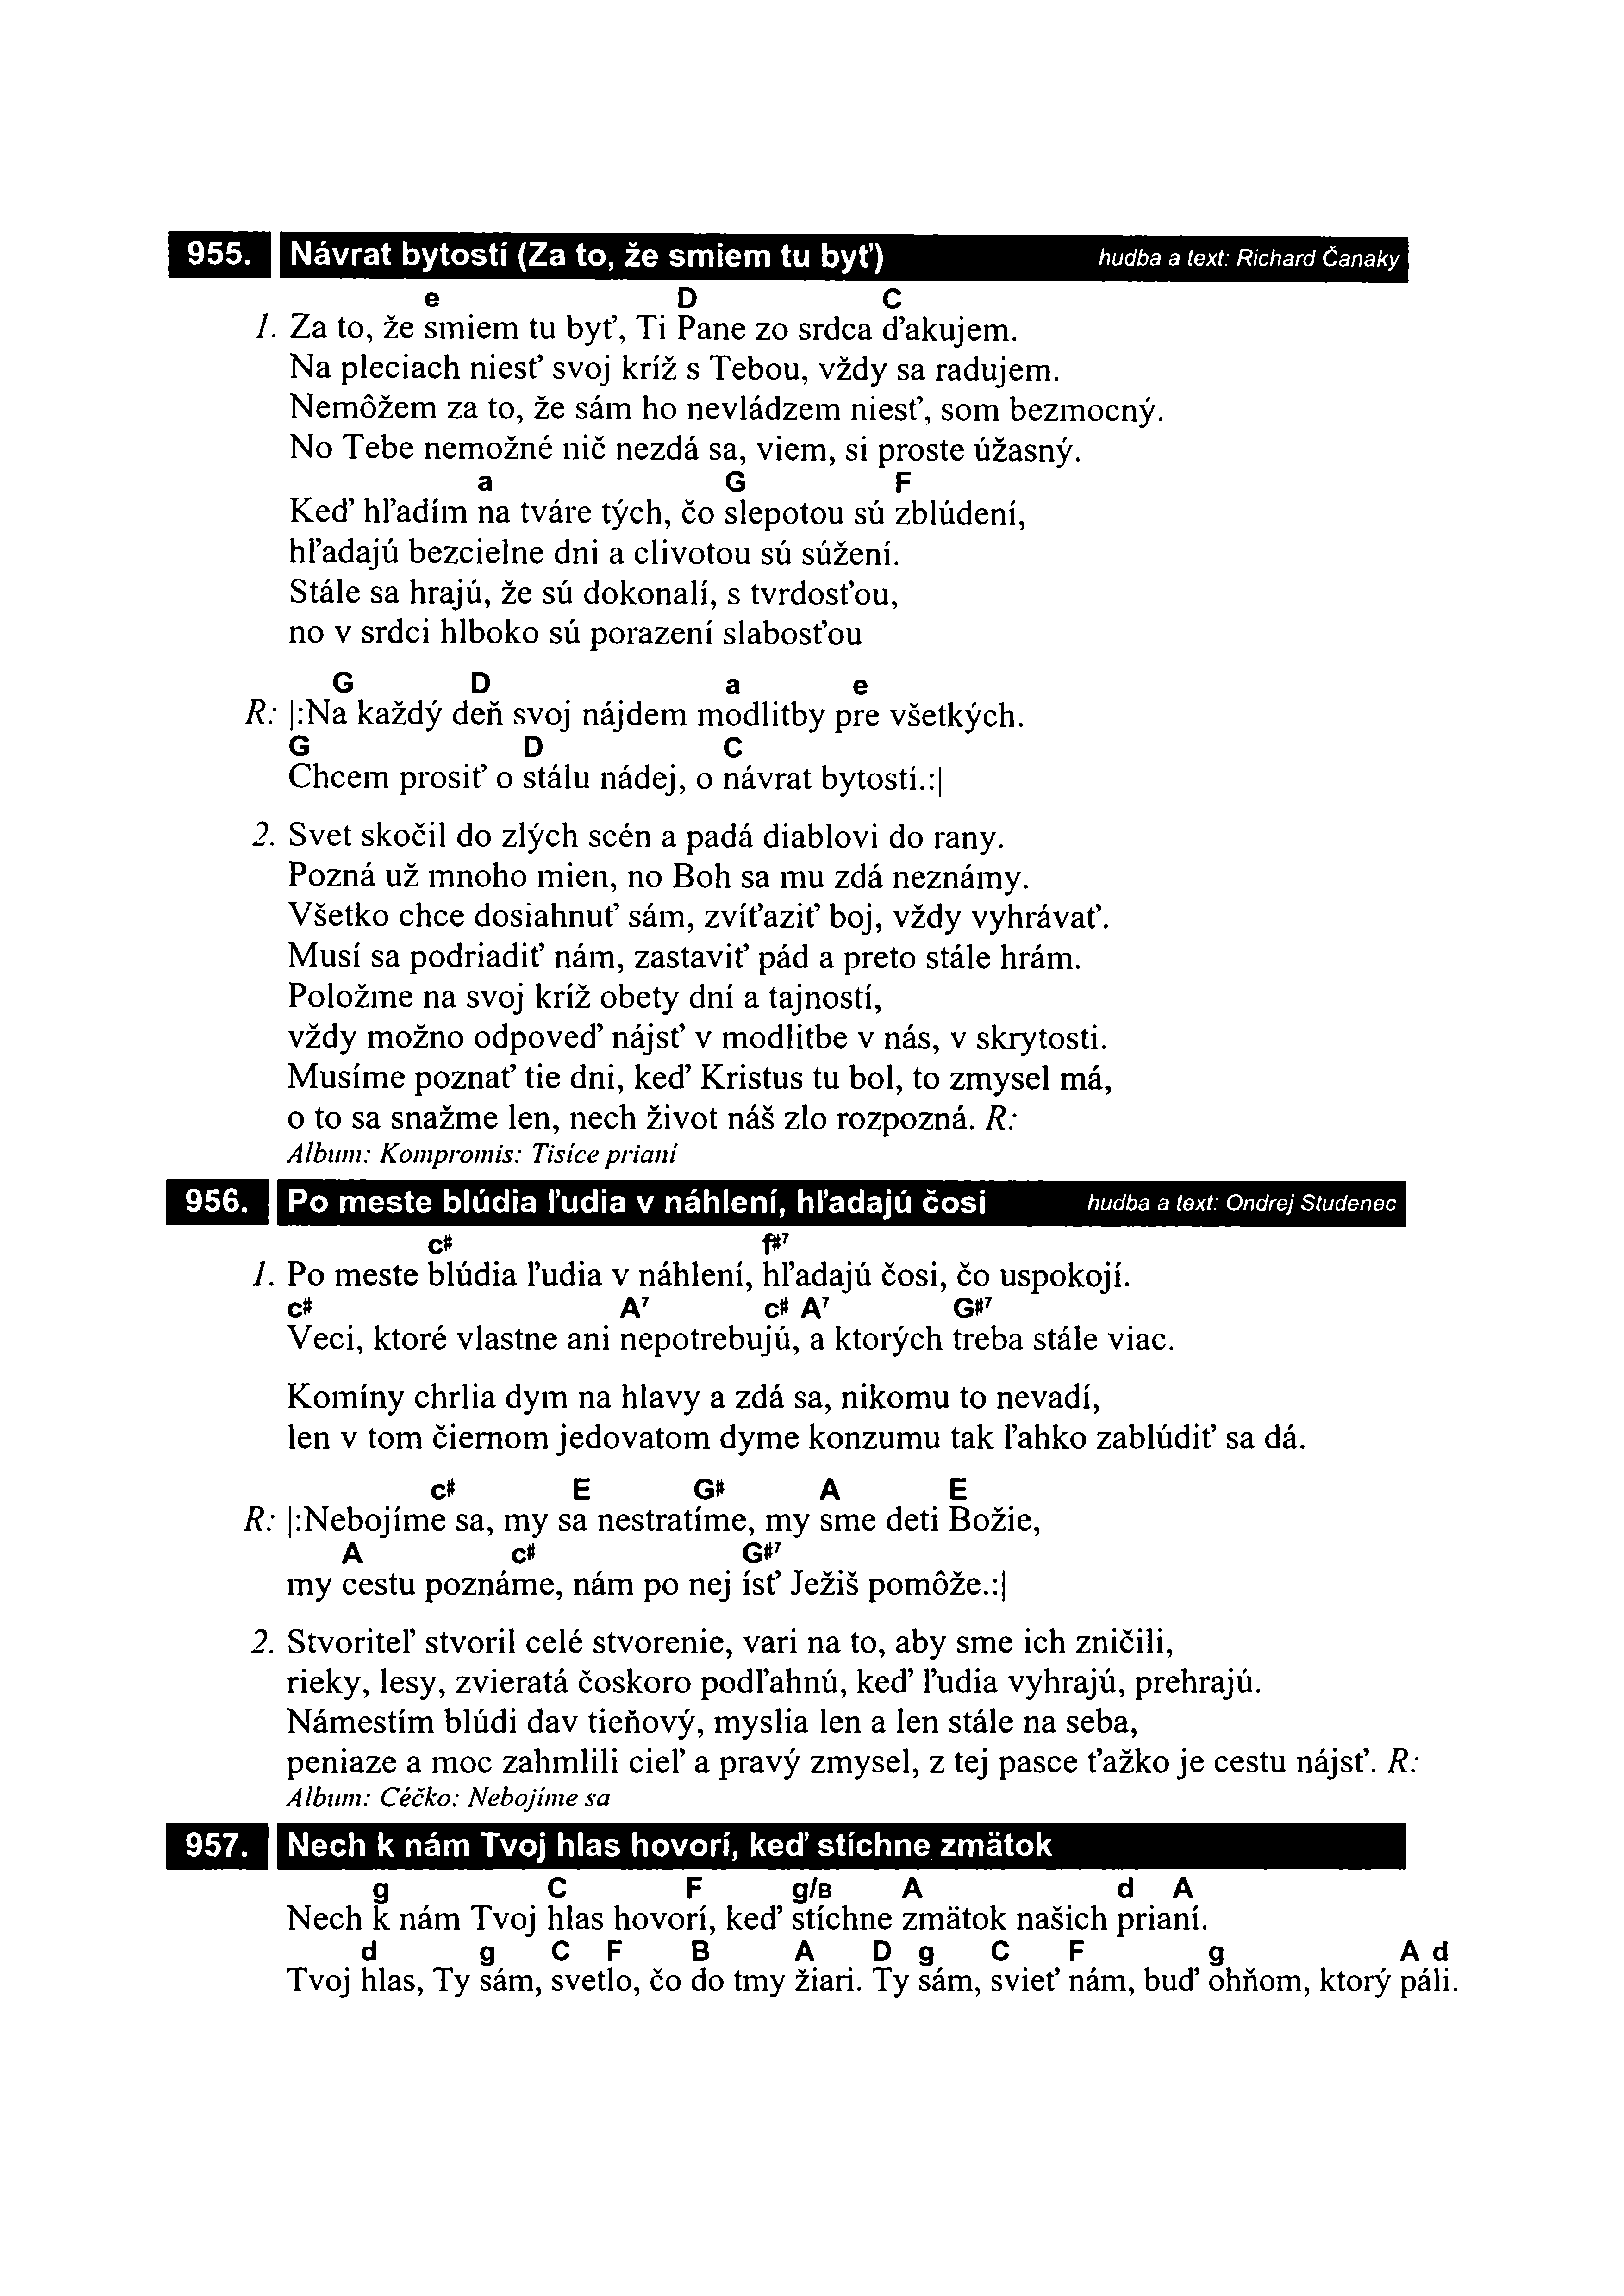 955. Návrat bytostí (Za to, že smiem tu byť) hudba a text: Richard Čanaky
e D C
1. Za to, že smiem tu byť, Ti Pane zo srdca ďakujem.
Na pleciach niesť svoj kríž s Tebou, vždy sa radujem.
Nemôžem za to, že sám ho nevládzem niesť, som bezmocný.
No Tebe nemožné nič nezdá sa, viem, si proste úžasný.
a G F
Keď hľadím na tváre tých, čo slepotou sú zblúdení,
hľadajú bezcielne dni a clivotou sú súžení.
Stále sa hrajú, že sú dokonalí, s tvrdosťou,
no v srdci hlboko sú porazení slabosťou
G D a e
R: |:Na každý deň svoj nájdem modlitby pre všetkých.
G D C
Chcem prosiť o stálu nádej, o návrat bytostí.:|
2. Svet skočil do zlých scén a padá diablovi do rany.
Pozná už mnoho mien, no Boh sa mu zdá neznámy.
Všetko chce dosiahnuť sám, zvíťaziť boj, vždy vyhrávať.
Musí sa podriadiť nám, zastaviť pád a preto stále hrám.
Položme na svoj kríž obety dní a tajností,
vždy možno odpoveď nájsť v modlitbe v nás, v skrytosti.
Musíme poznať tie dni, keď Kristus tu bol, to zmysel má,
o to sa snažme len, nech život náš zlo rozpozná. R:
Album: Kompromis: Tisíce prianí
956. Po meste blúdia ľudia v náhlení, hľadajú čosi hudba a text: Ondrej Studenec
c# f#7
1. Po meste blúdia ľudia v náhlení, hľadajú čosi, čo uspokojí.
c# A7 c# A7 G#7
Veci, ktoré vlastne ani nepotrebujú, a ktorých treba stále viac.
Komíny chrlia dym na hlavy a zdá sa, nikomu to nevadí,
len v tom čiernom jedovatom dyme konzumu tak ľahko zablúdiť sa dá.
c# E G# A E
R: |:Nebojíme sa, my sa nestratíme, my sme deti Božie,
A c# G#7
my cestu poznáme, nám po nej ísť Ježiš pomôže.:|
2. Stvoriteľ stvoril celé stvorenie, vari na to, aby sme ich zničili,
rieky, lesy, zvieratá čoskoro podľahnú, keď ľudia vyhrajú, prehrajú.
Námestím blúdi dav tieňový, myslia len a len stále na seba,
peniaze a moc zahmlili cieľ a pravý zmysel, z tej pasce ťažko je cestu nájsť. R:
Album: Céčko: Nebojíme sa
957. Nech k nám Tvoj hlas hovorí, keď stíchne zmätok
g C F g/B A d A
Nech k nám Tvoj hlas hovorí, keď stíchne zmätok našich prianí.
d g C F B A D g C F g A d
Tvoj hlas, Ty sám, svetlo, čo do tmy žiari. Ty sám, svieť nám, buď ohňom, ktorý páli.